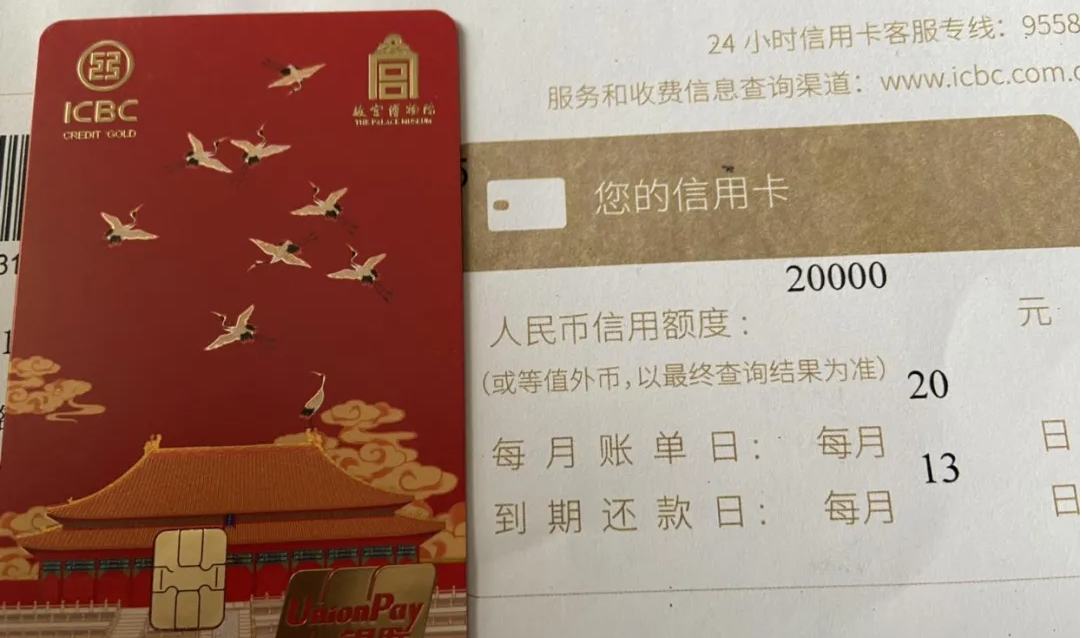 ICBC
CREDIT GOLD
故宫博物院
THE PALACE MUSEUM
UnionPay
24 小时信用卡客服专线：9558
服务和收费信息查询渠道：www.icbc.com.c
您的信用卡
20000
人民币信用额度： 元
(或等值外币,以最终查询结果为准)
20
每月账单日： 每月 日
13
到期还款日： 每月 日
31
1